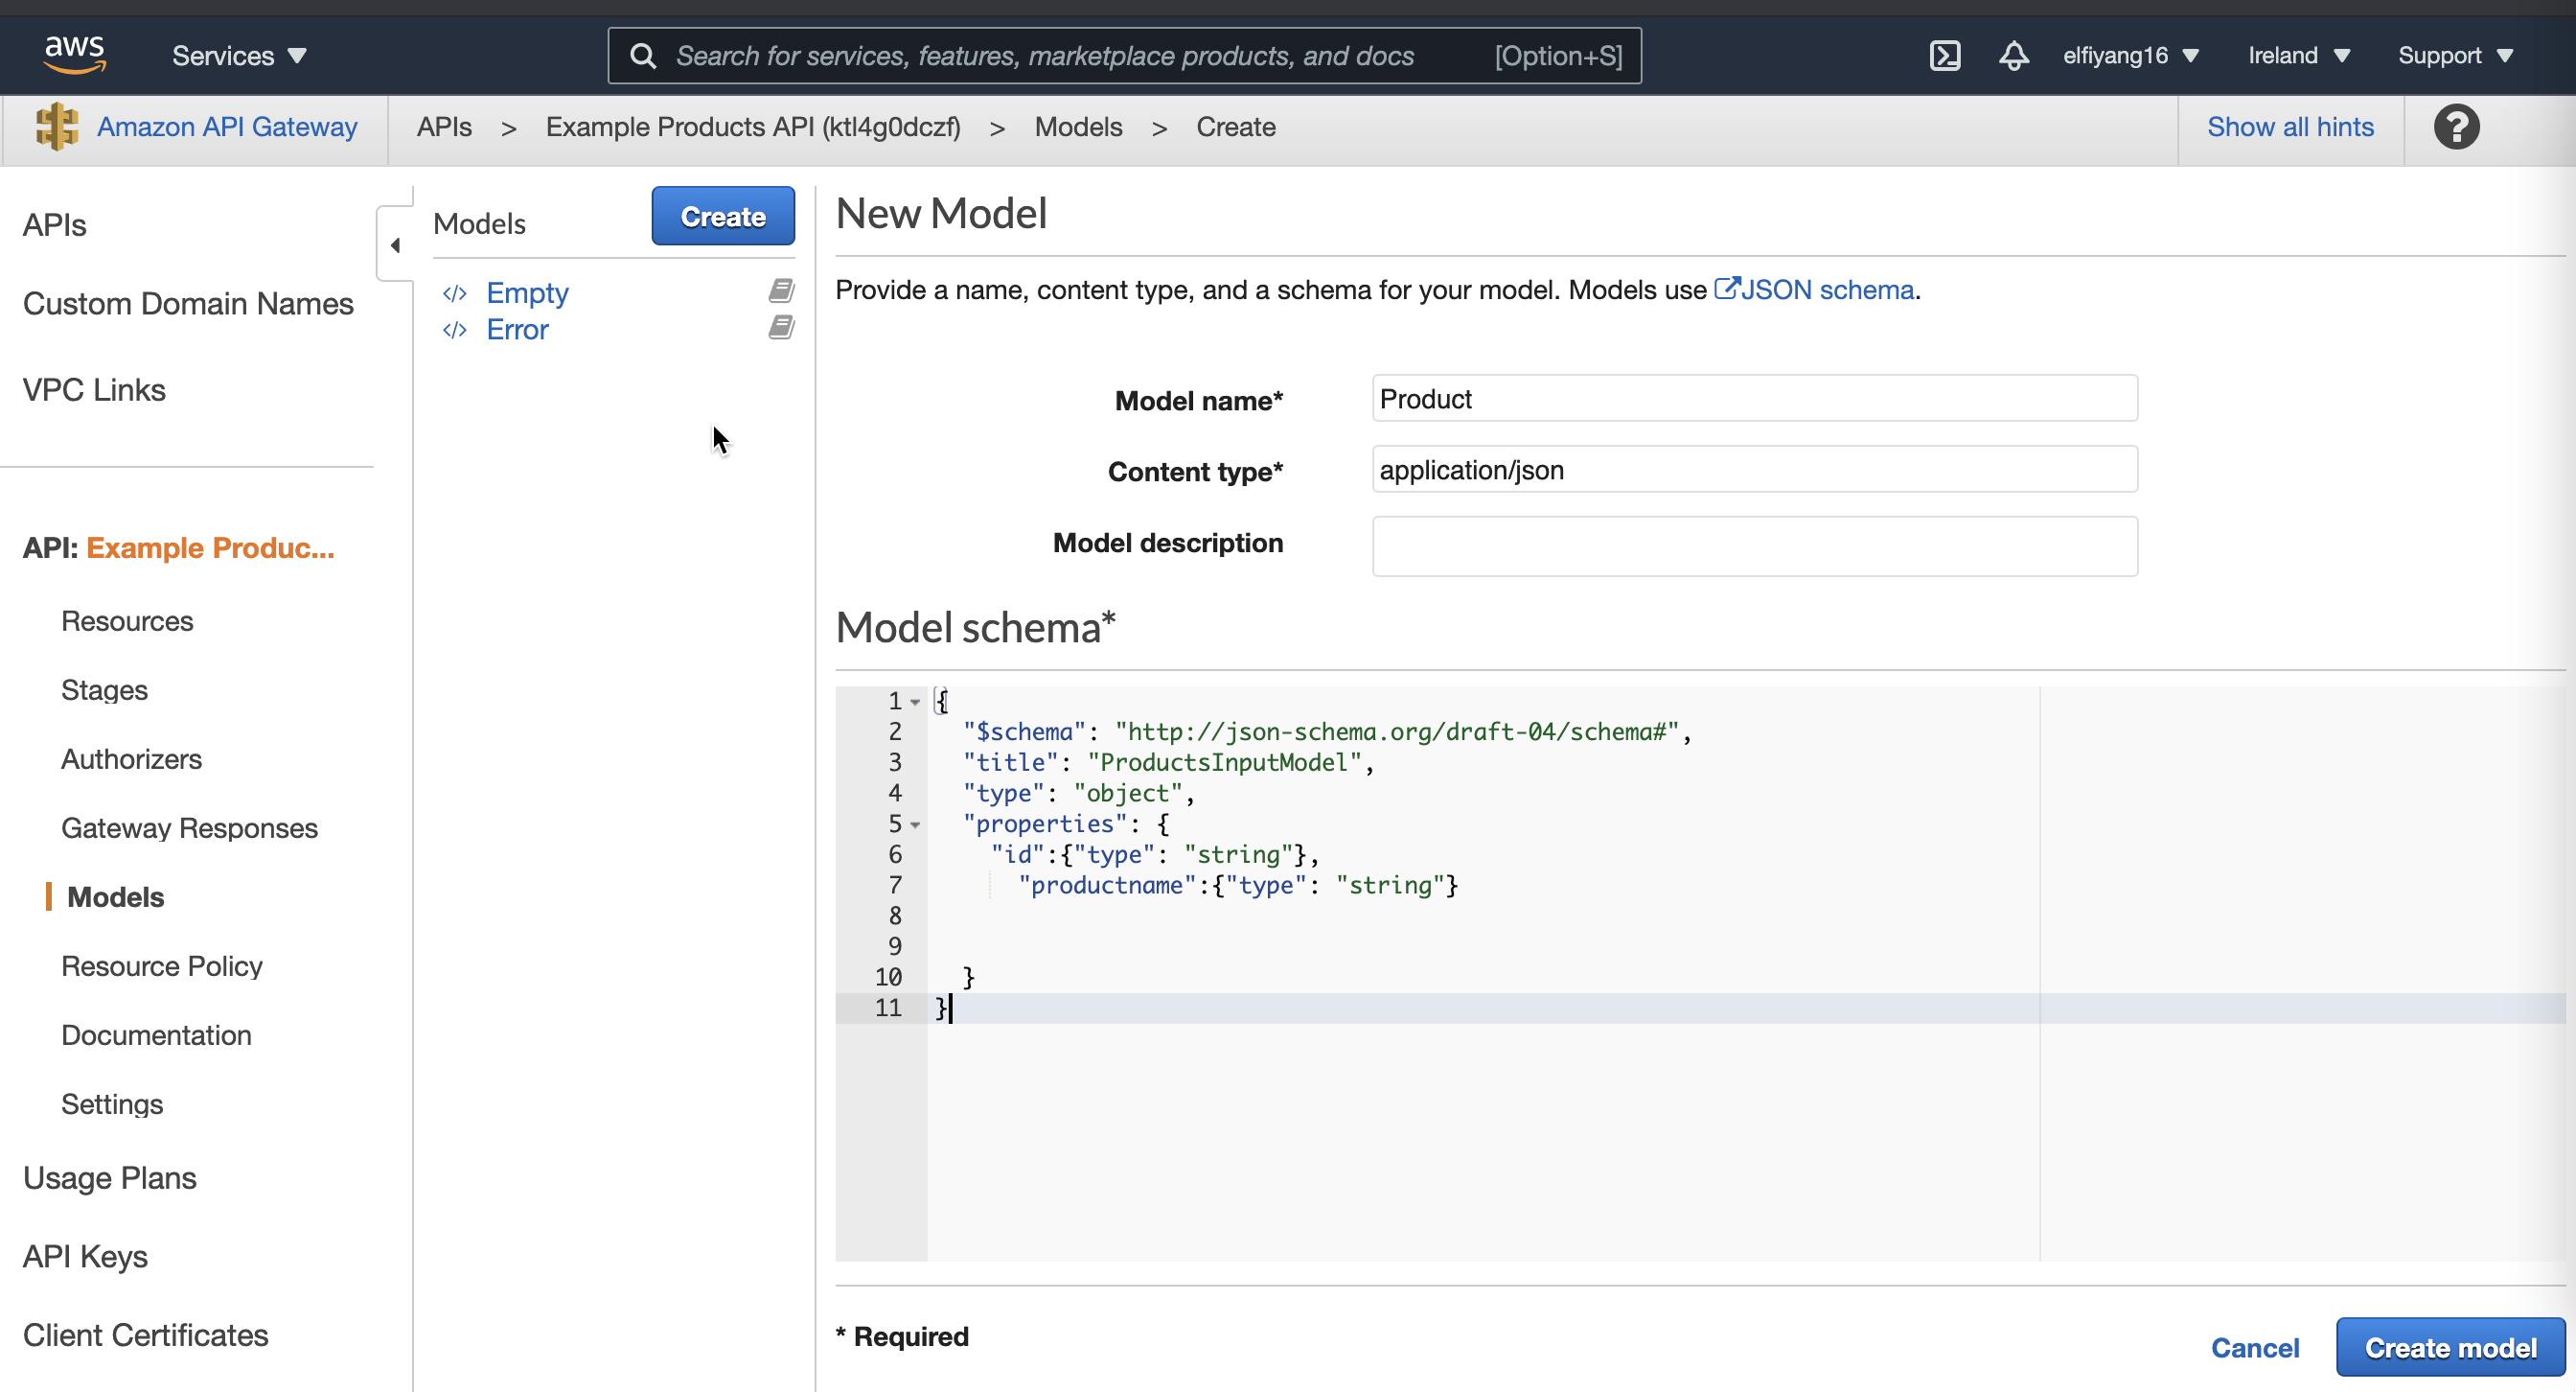 aws Services Search for services, features, marketplace products, and docs [Option+S] elfiyang16 Ireland Support
Amazon API Gateway APIs > Example Products API (ktl4g0dczf) > Models > Create Show all hints ?
APIs
Custom Domain Names
VPC Links
API: Example Produc...
Resources
Stages
Authorizers
Gateway Responses
Models
Resource Policy
Documentation
Settings
Usage Plans
API Keys
Client Certificates
Models Create
</> Empty
</> Error
New Model
Provide a name, content type, and a schema for your model. Models use JSON schema.
Model name* Product
Content type* application/json
Model description
Model schema*
1 {
2 "$schema": "http://json-schema.org/draft-04/schema#",
3 "title": "ProductsInputModel",
4 "type": "object",
5 "properties": {
6 "id":{"type": "string"},
7 "productname":{"type": "string"}
8
9
10 }
11 }
* Required
Cancel Create model